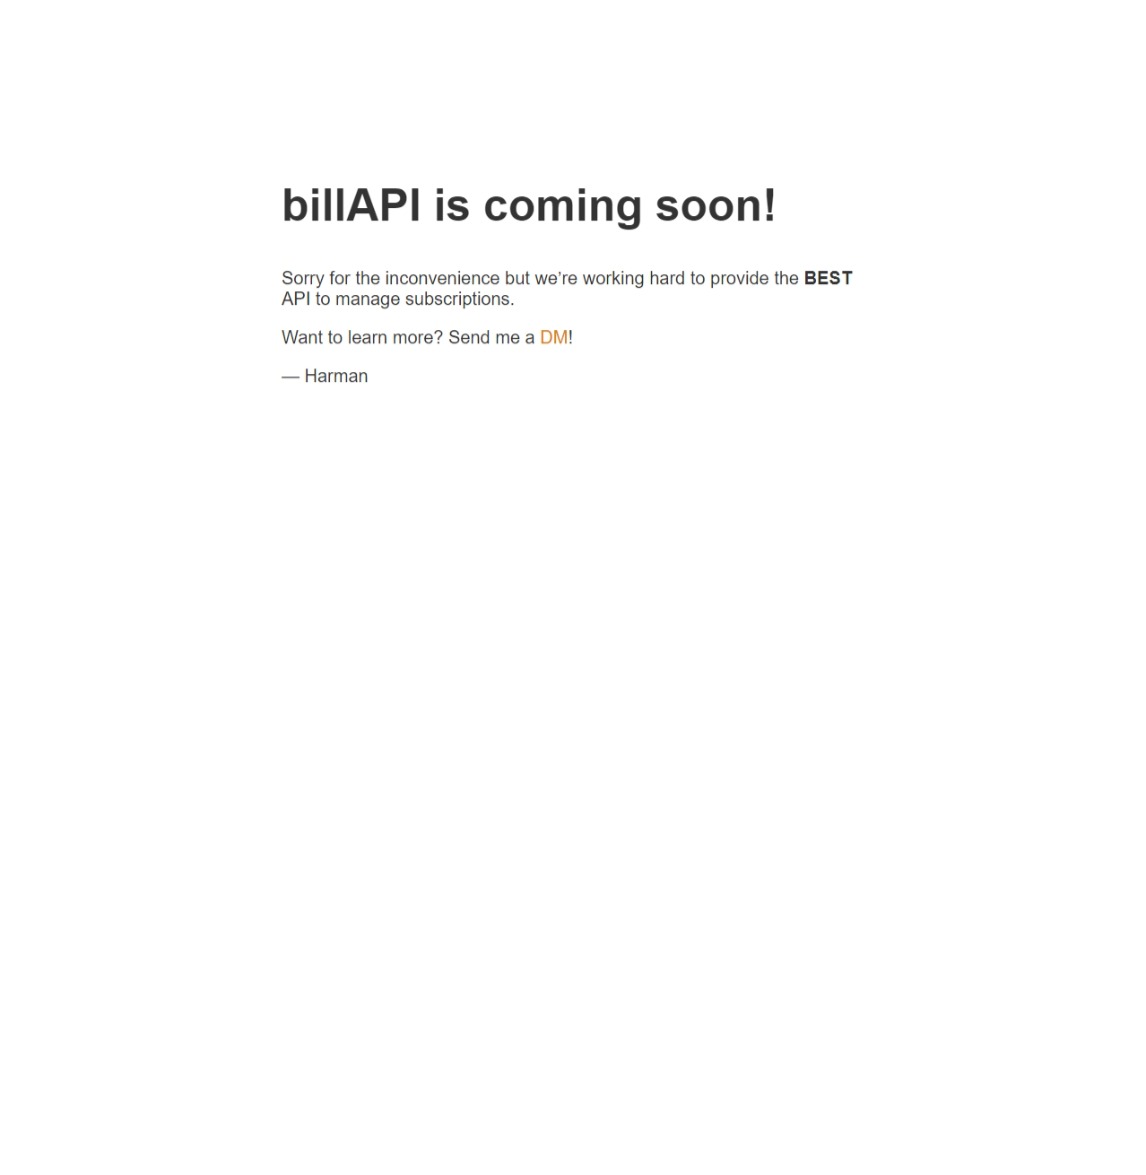 billAPI is coming soon!
Sorry for the inconvenience but we’re working hard to provide the BEST
API to manage subscriptions.
Want to learn more? Send me a DM!
— Harman